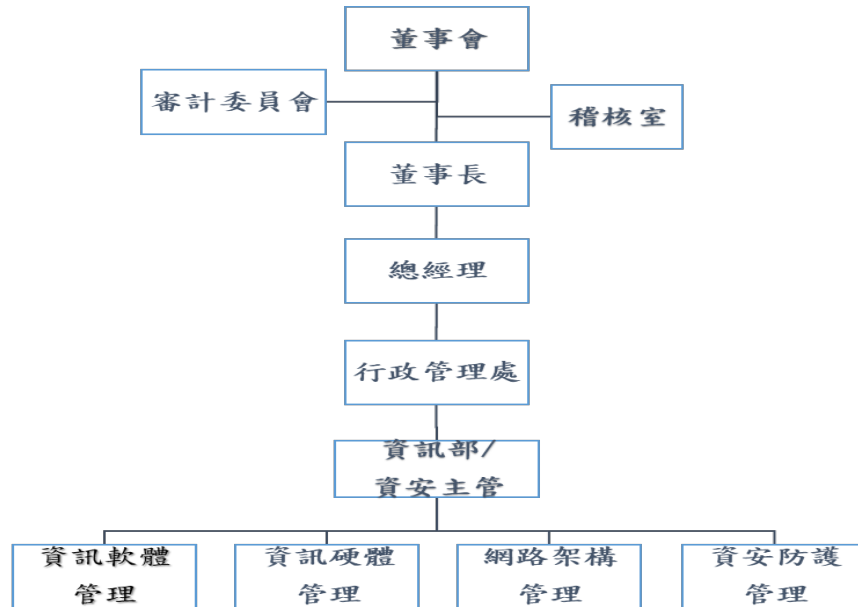 董事會
審計委員會
稽核室
董事長
總經理
行政管理處
資訊部/
資安主管
資訊軟體
管理
資訊硬體
管理
網路架構
管理
資安防護
管理